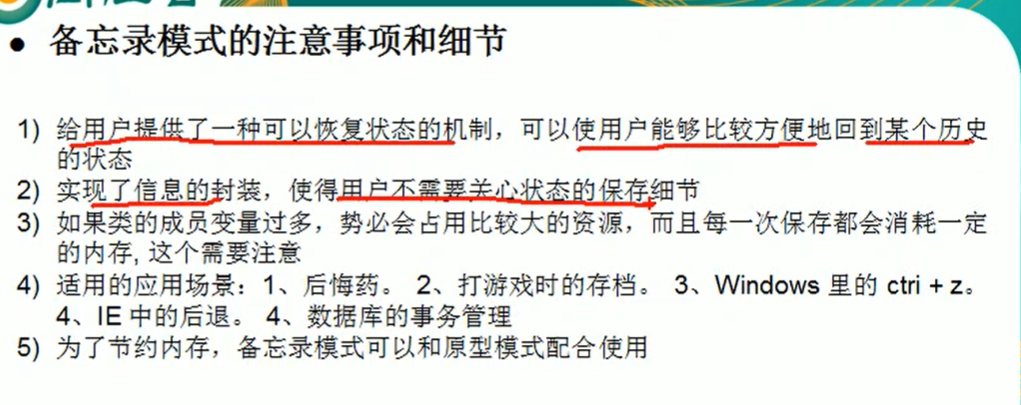 ● 备忘录模式的注意事项和细节
1) 给用户提供了一种可以恢复状态的机制，可以使用户能够比较方便地回到某个历史
的状态
2) 实现了信息的封装，使得用户不需要关心状态的保存细节
3) 如果类的成员变量过多，势必会占用比较大的资源，而且每一次保存都会消耗一定
的内存, 这个需要注意
4) 适用的应用场景：1、后悔药。 2、打游戏时的存档。 3、Windows 里的 ctri + z。
4、IE 中的后退。 4、数据库的事务管理
5) 为了节约内存，备忘录模式可以和原型模式配合使用